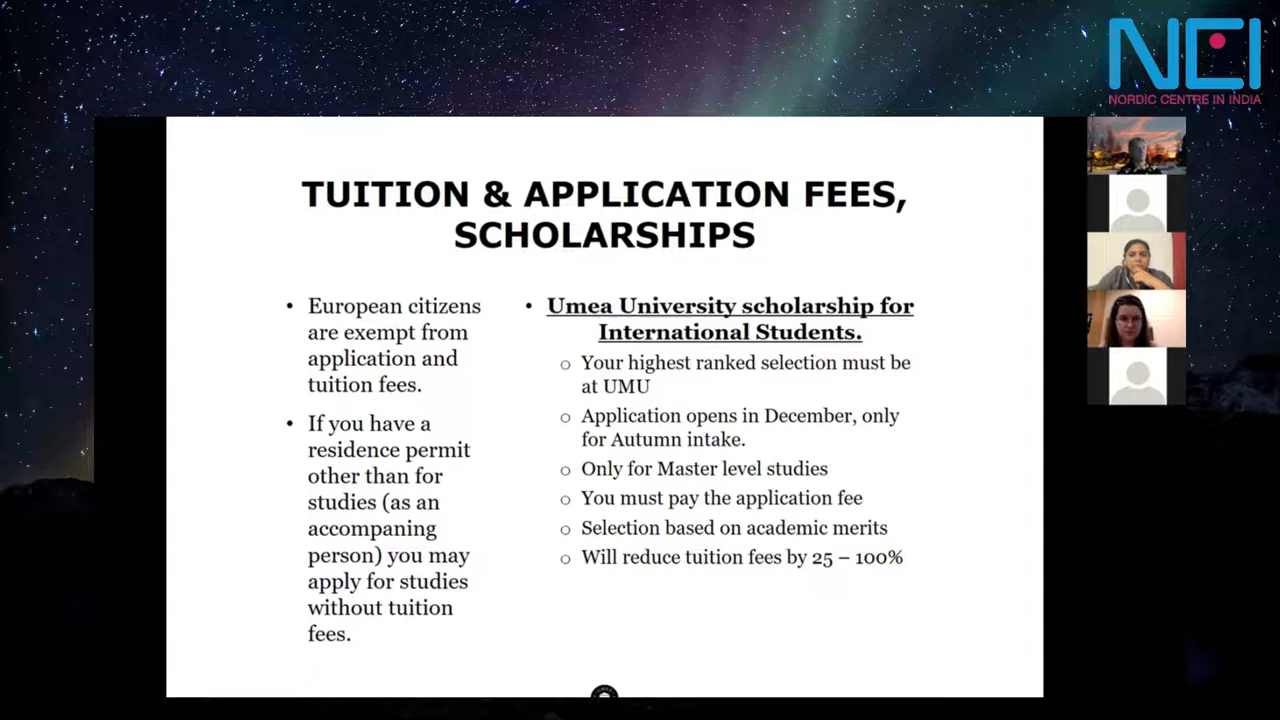 NCI
NORDIC CENTRE IN INDIA
TUITION & APPLICATION FEES,
SCHOLARSHIPS
• European citizens
are exempt from
application and
tuition fees.
• If you have a
residence permit
other than for
studies (as an
accompaning
person) you may
apply for studies
without tuition
fees.
• Umea University scholarship for
International Students.
o Your highest ranked selection must be
at UMU
o Application opens in December, only
for Autumn intake.
o Only for Master level studies
o You must pay the application fee
o Selection based on academic merits
o Will reduce tuition fees by 25 – 100%